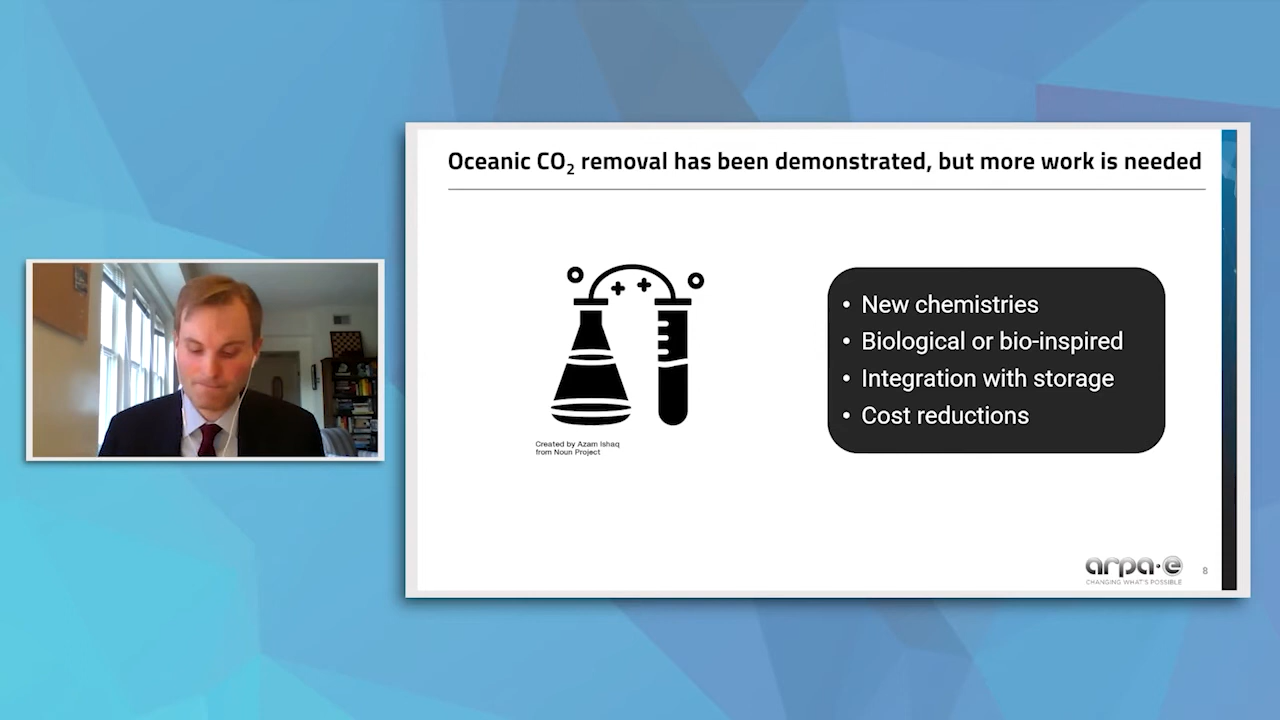 Oceanic CO₂ removal has been demonstrated, but more work is needed
• New chemistries
• Biological or bio-inspired
• Integration with storage
• Cost reductions
Created by Azam Ishaq
from Noun Project
arpa·e
CHANGING WHAT'S POSSIBLE
8